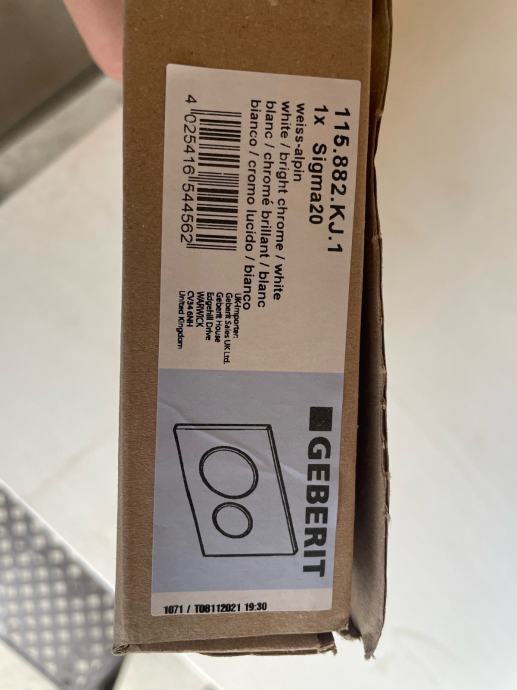 115.882.KJ.1
1x Sigma20
weiss-alpin
white / bright chrome / white
blanc / chromé brillant / blanc
bianco / cromo lucido / bianco
4 025416 544562
UK-Importer:
Geberit Sales UK Ltd.
Geberit House
Edgehill Drive
WARWICK
CV34 6NH
United Kingdom
GEBERIT
1071 / T08112021 19:30